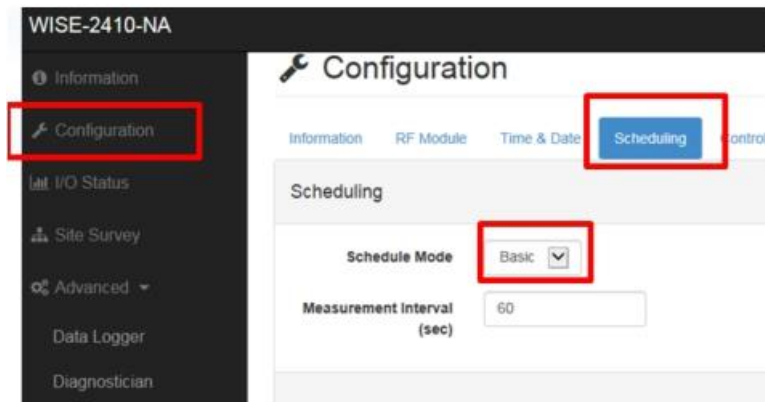 WISE-2410-NA
Information
Configuration
I/O Status
Site Survey
Advanced
Data Logger
Diagnostician
Configuration
Information RF Module Time & Date Scheduling Control
Scheduling
Schedule Mode Basic
Measurement Interval 60
(sec)